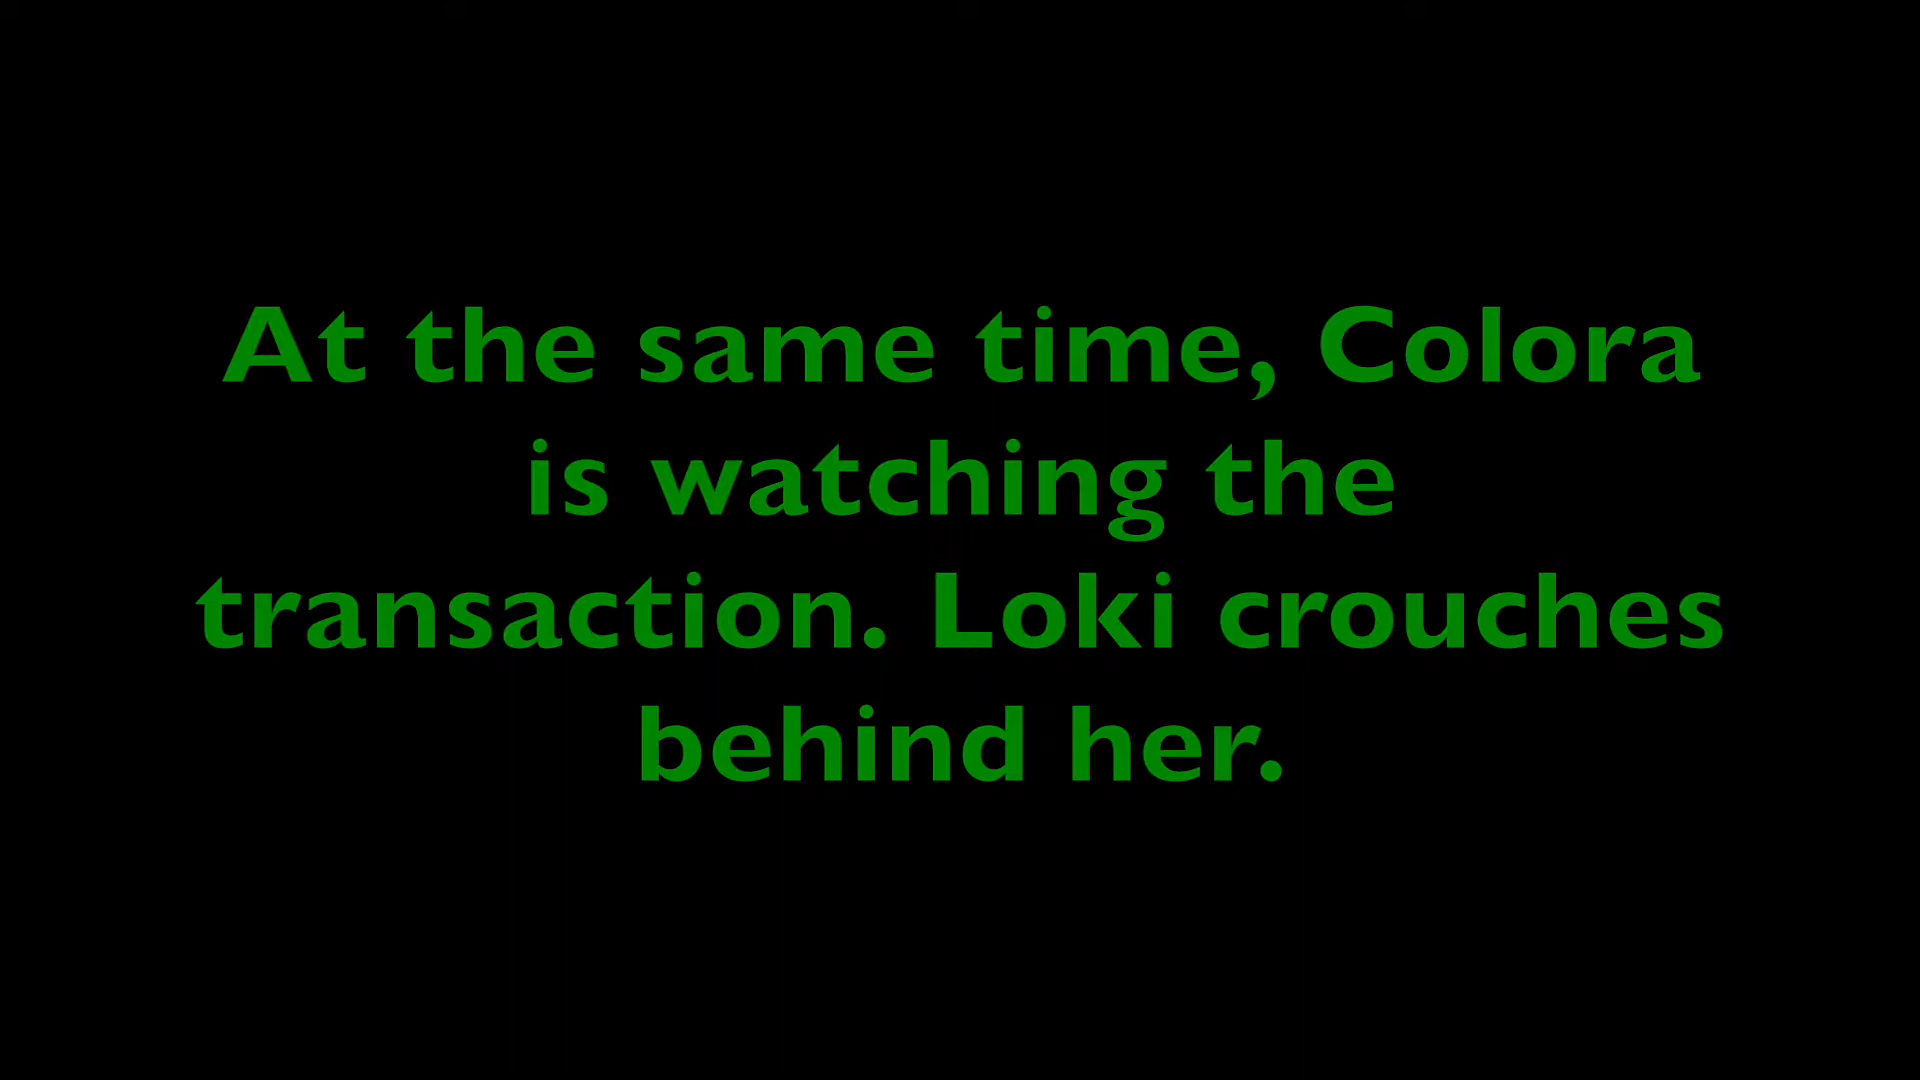 At the same time, Colora
is watching the
transaction. Loki crouches
behind her.